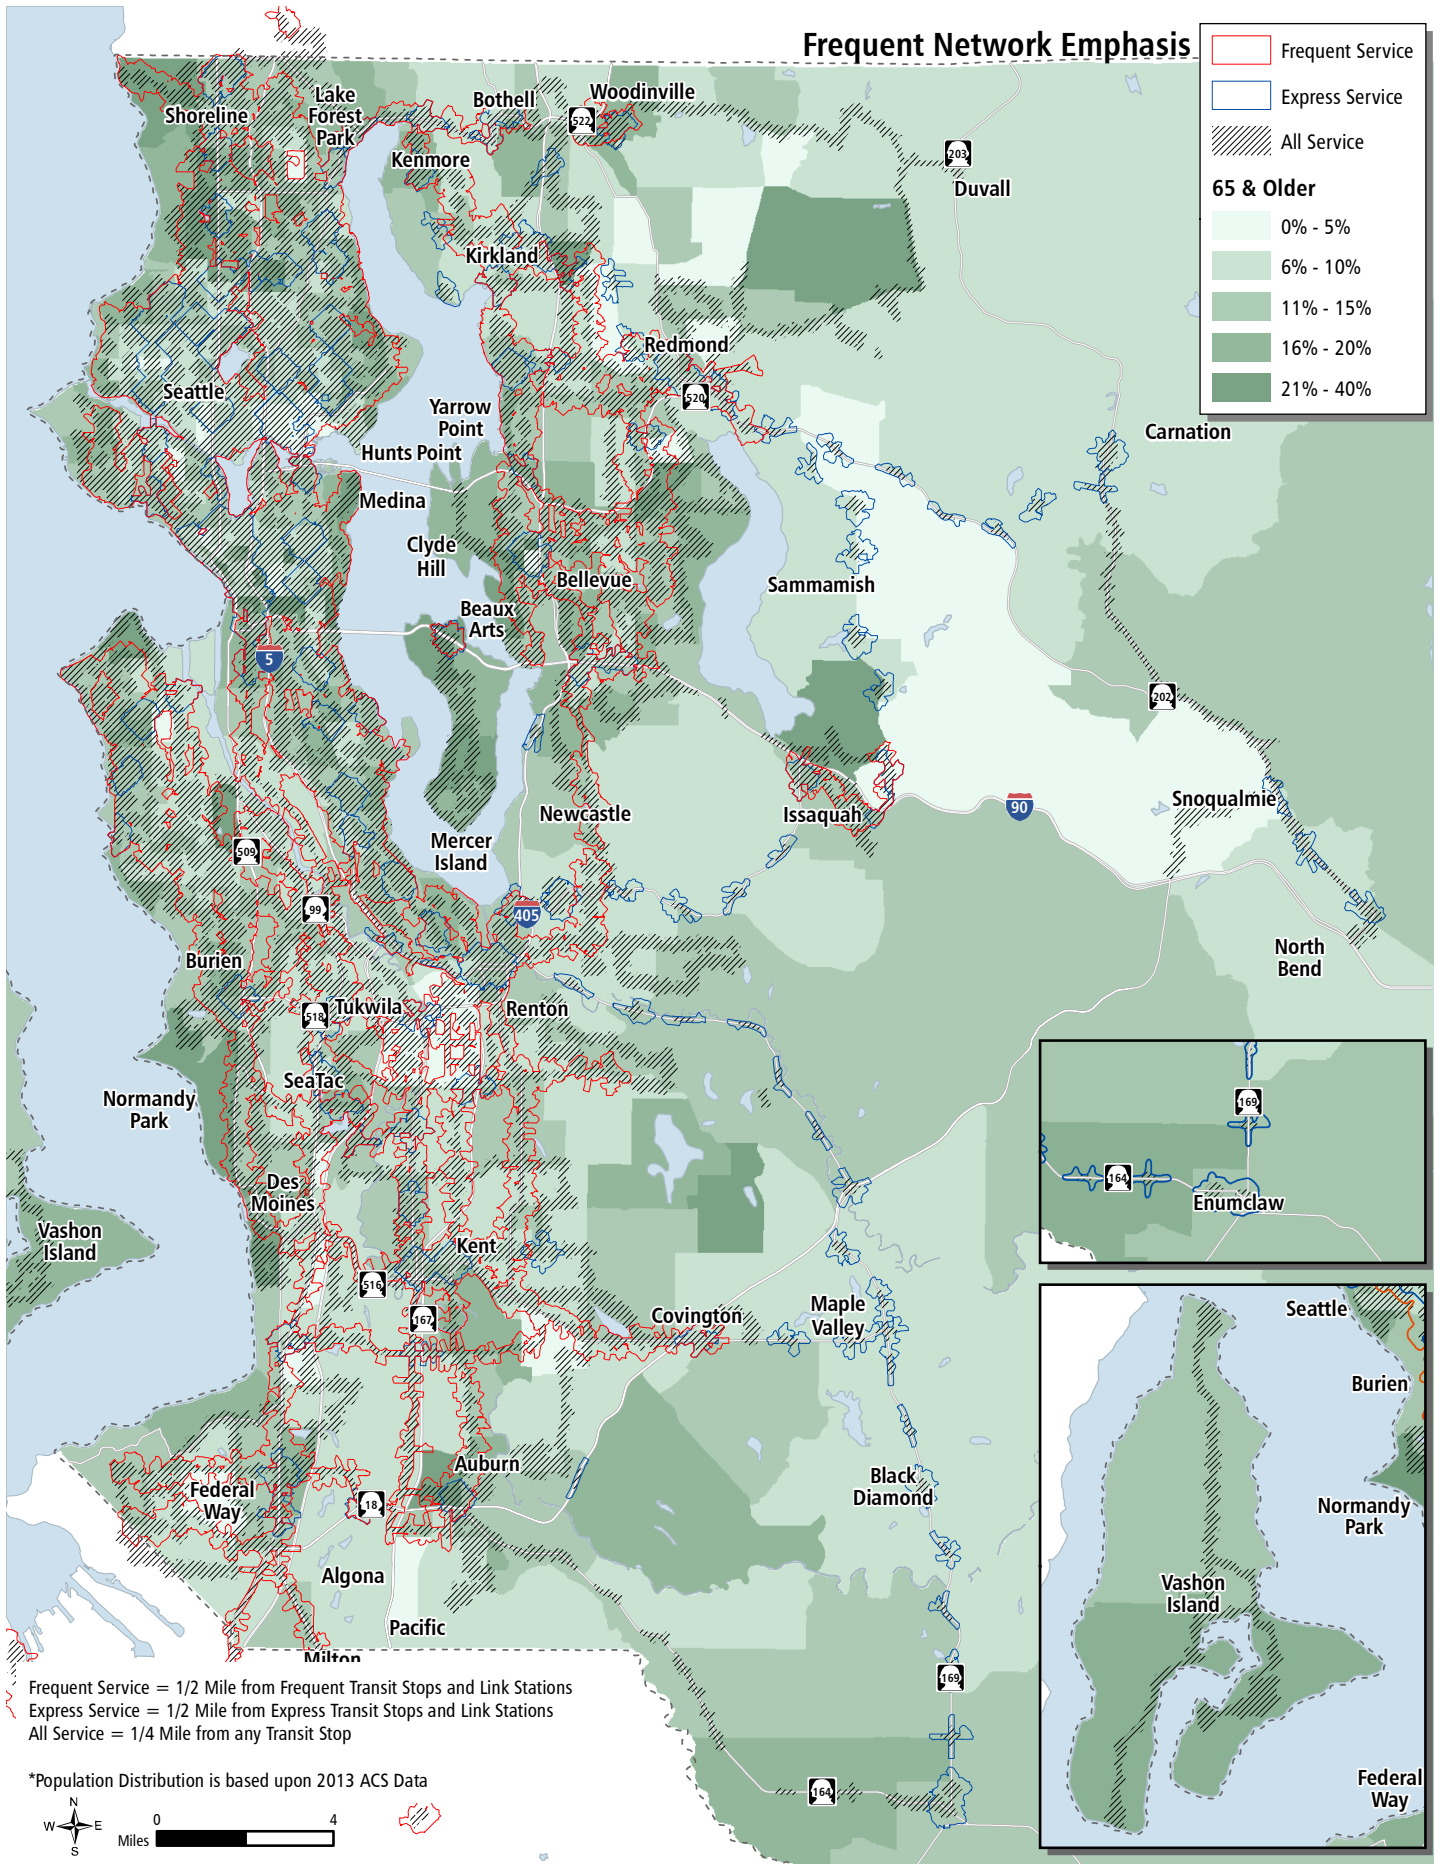 Frequent Network Emphasis
Frequent Service
Express Service
All Service
65 & Older
0% - 5%
6% - 10%
11% - 15%
16% - 20%
21% - 40%
Shoreline
Lake
Forest
Park
Bothell
Woodinville
522
Kenmore
203
Duvall
Kirkland
Redmond
520
Seattle
Yarrow
Point
Hunts Point
Medina
Carnation
Clyde
Hill
Bellevue
Sammamish
Beaux
Arts
5
202
Newcastle
Issaquah
90
Snoqualmie
Mercer
Island
509
99
405
Burien
North
Bend
518
Tukwila
Renton
SeaTac
Normandy
Park
169
164
Enumclaw
Des
Moines
Vashon
Island
Kent
516
167
Covington
Maple
Valley
Seattle
Burien
Auburn
Federal
Way
18
Black
Diamond
Normandy
Park
Algona
Vashon
Island
Pacific
Milton
169
164
Federal
Way
Frequent Service = 1/2 Mile from Frequent Transit Stops and Link Stations
Express Service = 1/2 Mile from Express Transit Stops and Link Stations
All Service = 1/4 Mile from any Transit Stop
*Population Distribution is based upon 2013 ACS Data
N
W E
S
0 4
Miles